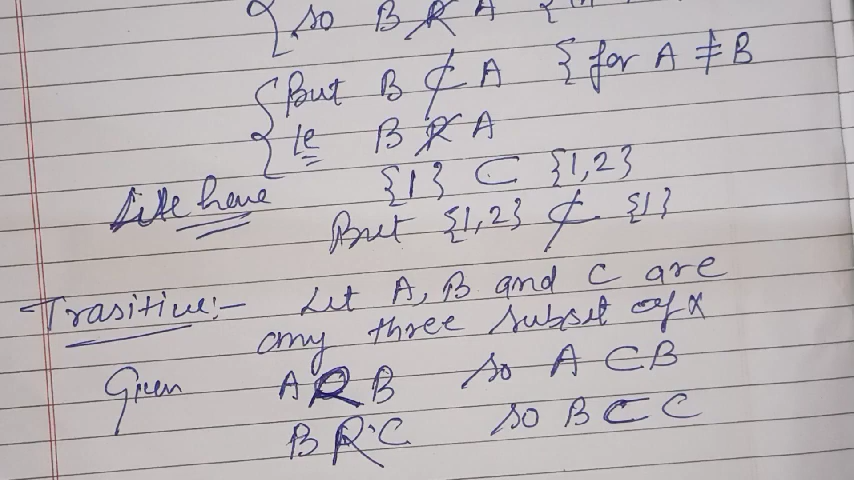 so B R̸ A {
But B ⊄ A { for A ≠ B
ie B R̸ A
Like here {1} ⊂ {1,2}
But {1,2} ⊄ {1}
Trasitive:- Let A, B and C are
any three subset of X
Given A R B so A ⊂ B
B R C so B ⊂ C